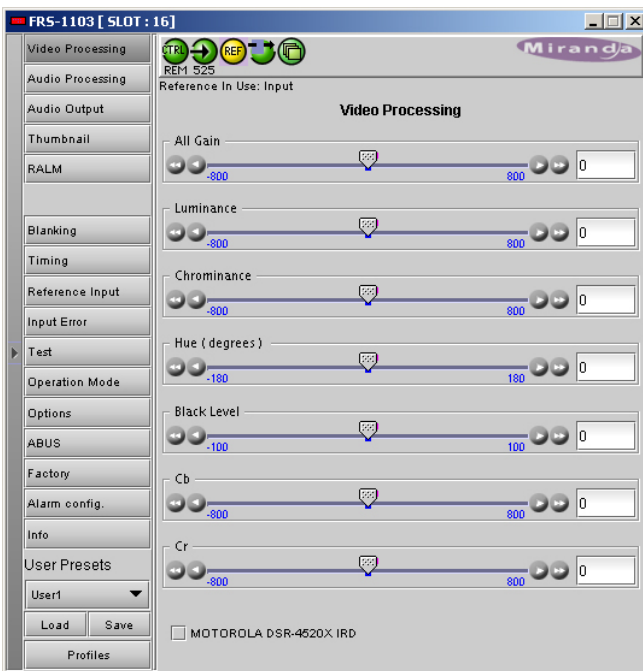 FRS-1103 [ SLOT : 16]
Video Processing
Audio Processing
Audio Output
Thumbnail
RALM
Blanking
Timing
Reference Input
Input Error
Test
Operation Mode
Options
ABUS
Factory
Alarm config.
Info
User Presets
User1
Load Save
Profiles
CTRL REF Miranda
REM 525
Reference In Use: Input
Video Processing
All Gain
-800 800 0
Luminance
-800 800 0
Chrominance
-800 800 0
Hue ( degrees )
-180 180 0
Black Level
-100 100 0
Cb
-800 800 0
Cr
-800 800 0
MOTOROLA DSR-4520X IRD